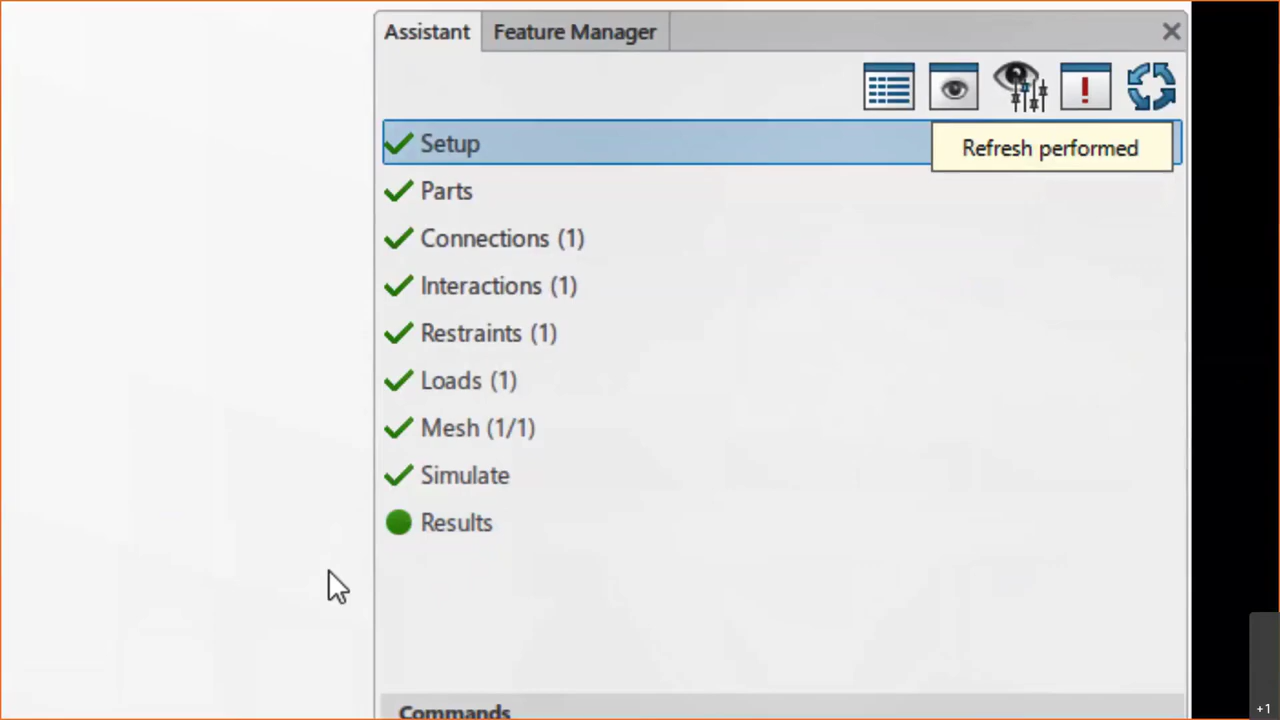 Assistant
Feature Manager
Setup
Refresh performed
Parts
Connections (1)
Interactions (1)
Restraints (1)
Loads (1)
Mesh (1/1)
Simulate
Results
Commands
+1